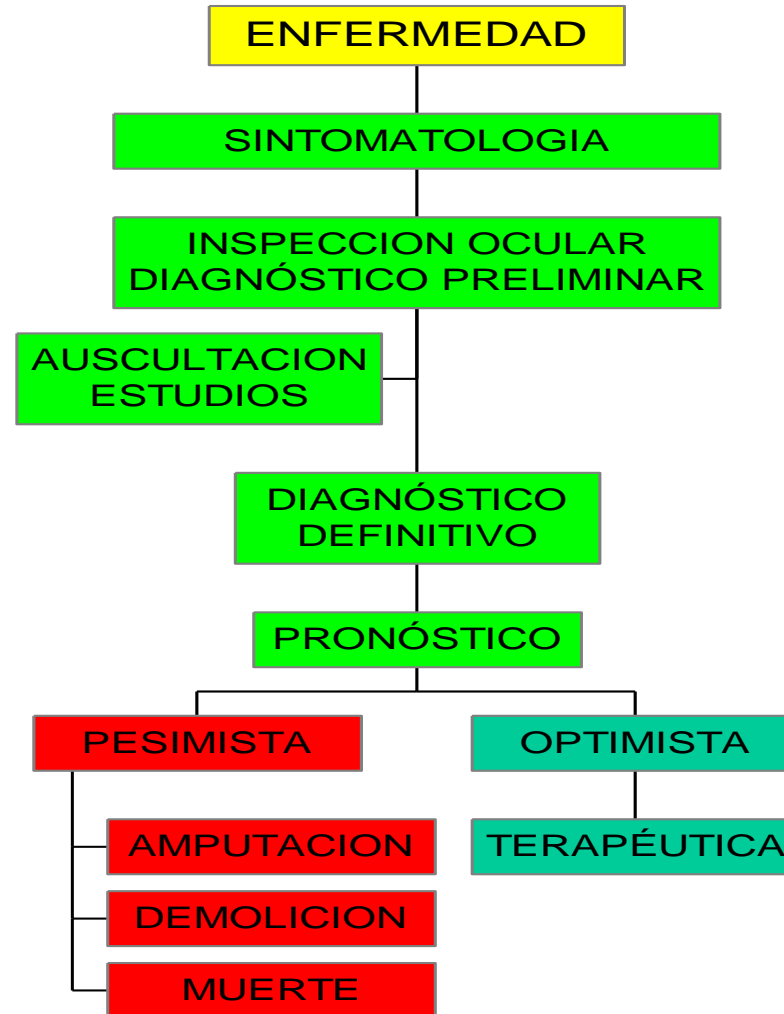 ENFERMEDAD
SINTOMATOLOGIA
INSPECCION OCULAR
DIAGNÓSTICO PRELIMINAR
AUSCULTACION
ESTUDIOS
DIAGNÓSTICO
DEFINITIVO
PRONÓSTICO
PESIMISTA
OPTIMISTA
AMPUTACION
TERAPÉUTICA
DEMOLICION
MUERTE